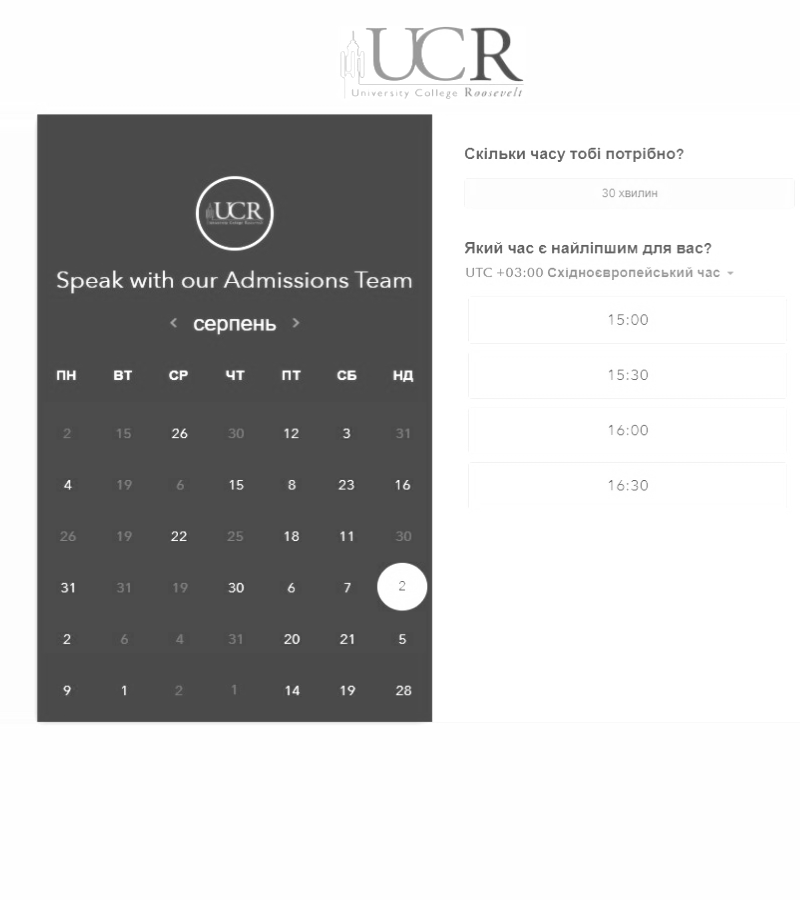 UCR
University College Roosevelt
UCR
Speak with our Admissions Team
< серпень >
ПН ВТ СР ЧТ ПТ СБ НД
2 15 26 30 12 3 31
4 19 6 15 8 23 16
26 19 22 25 18 11 30
31 31 19 30 6 7 2
2 6 4 31 20 21 5
9 1 2 1 14 19 28
Скільки часу тобі потрібно?
30 хвилин
Який час є найліпшим для вас?
UTC +03:00 Східноєвропейський час
15:00
15:30
16:00
16:30